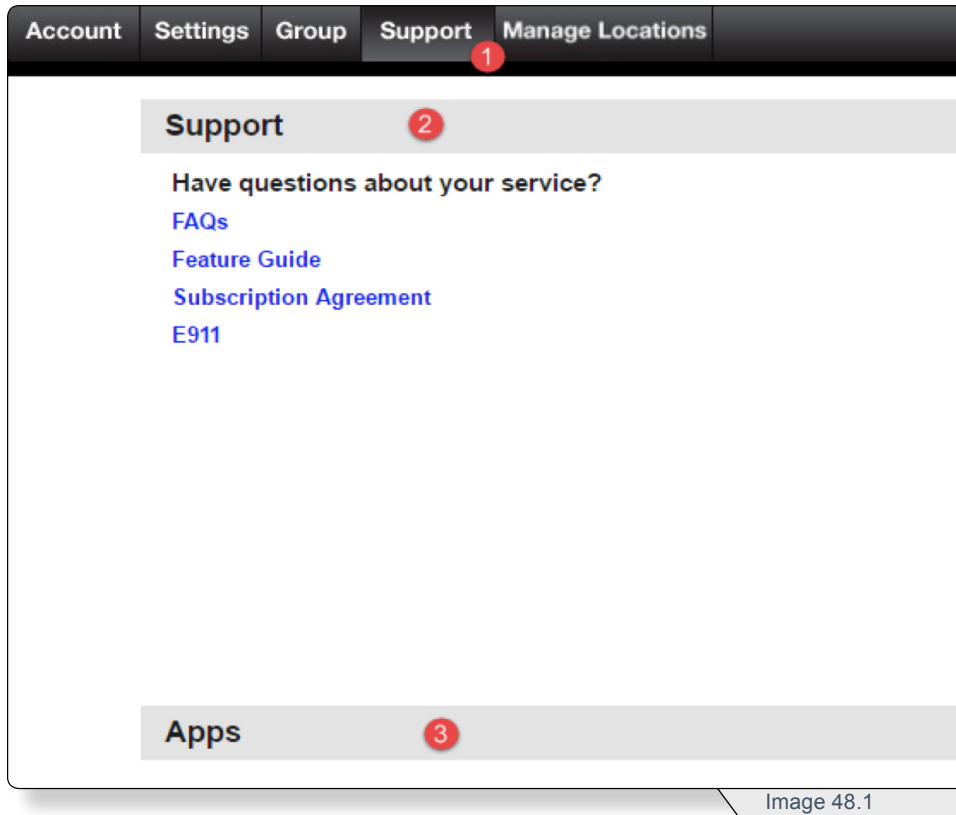 Account Settings Group Support Manage Locations
1
Support 2
Have questions about your service?
FAQs
Feature Guide
Subscription Agreement
E911
Apps 3
Image 48.1